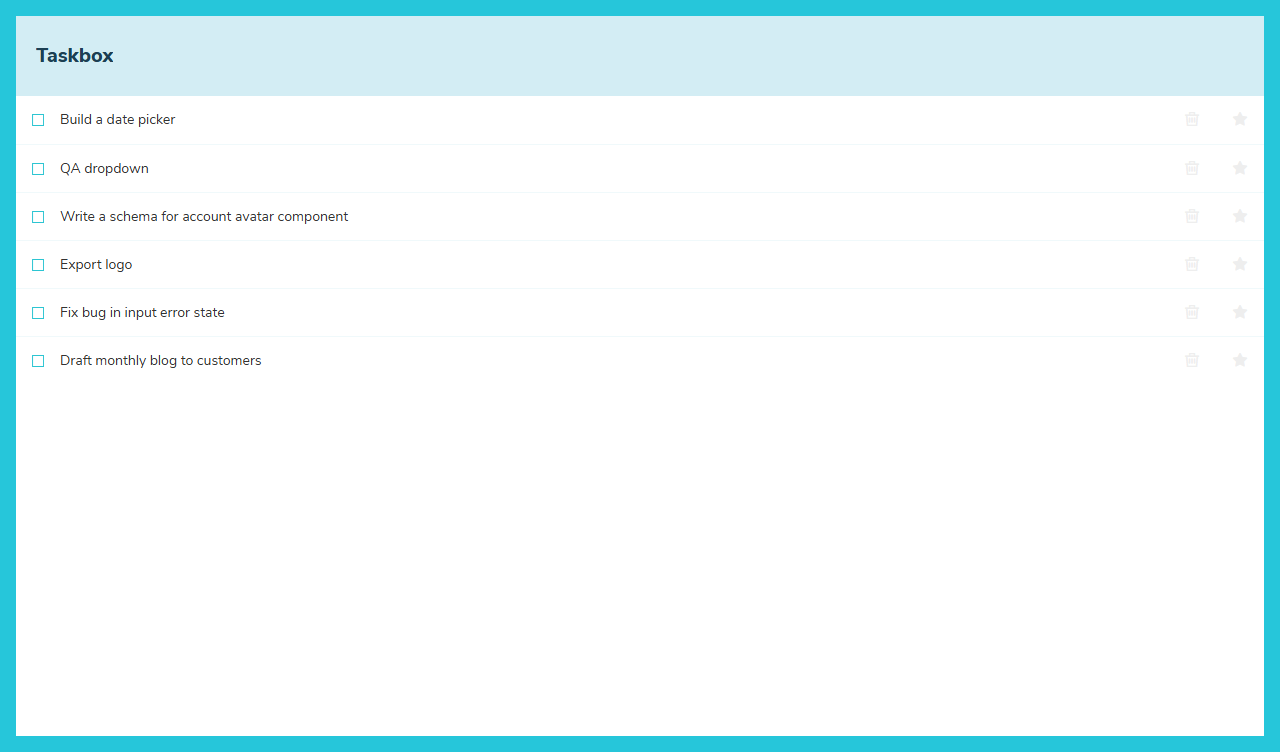 Taskbox
Build a date picker
QA dropdown
Write a schema for account avatar component
Export logo
Fix bug in input error state
Draft monthly blog to customers